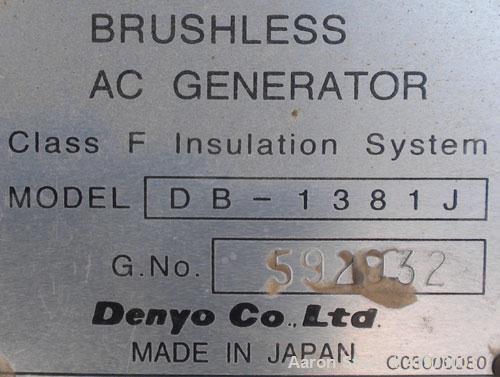 BRUSHLESS
AC GENERATOR
Class F Insulation System
MODEL DB-1381J
G.No.
Denyo Co., Ltd.
MADE IN JAPAN
Aaron